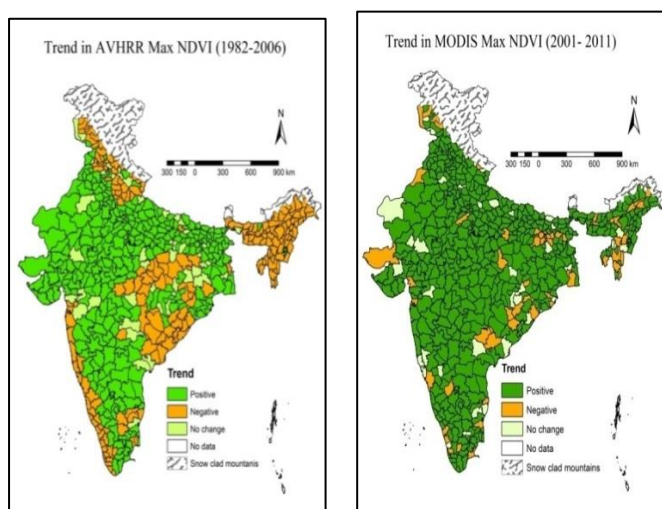 Trend in AVHRR Max NDVI (1982-2006)
N
300 150 0 300 600 900 km
Trend
Positive
Negative
No change
No data
Snow clad mountanis
Trend in MODIS Max NDVI (2001- 2011)
N
300 150 0 300 600 900 km
Trend
Positive
Negative
No change
No data
Snow clad mountains